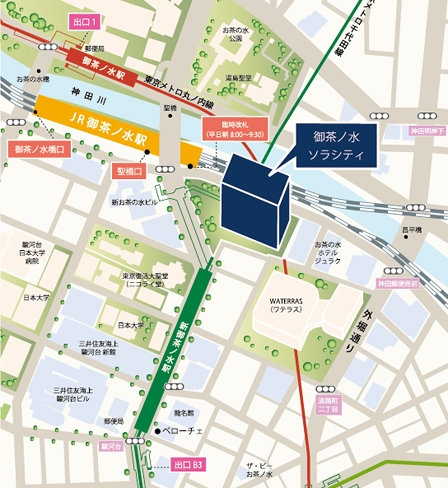 出口1
郵便局
お茶の水橋
御茶ノ水駅
東京メトロ丸ノ内線
お茶の水
公園
湯島聖堂
メトロ千代田線
神田川
聖橋
臨時改札
(平日朝 8:00〜9:30)
御茶ノ水
ソラシティ
神田明神下
JR御茶ノ水駅
御茶ノ水橋口
聖橋口
新お茶の水ビル
昌平橋
お茶の水
ホテル
ジュラク
神田郵便局前
駿河台
日本大学
病院
東京復活大聖堂
(ニコライ堂)
日本大学
日本大学
新御茶ノ水駅
WATERRAS
(ワテラス)
外堀通り
三井住友海上
駿河台 新館
三井住友海上
駿河台ビル
淡路町
二丁目
郵便局
龍名館
ベローチェ
駿河台
出口 B3
ザ・ビー
お茶の水